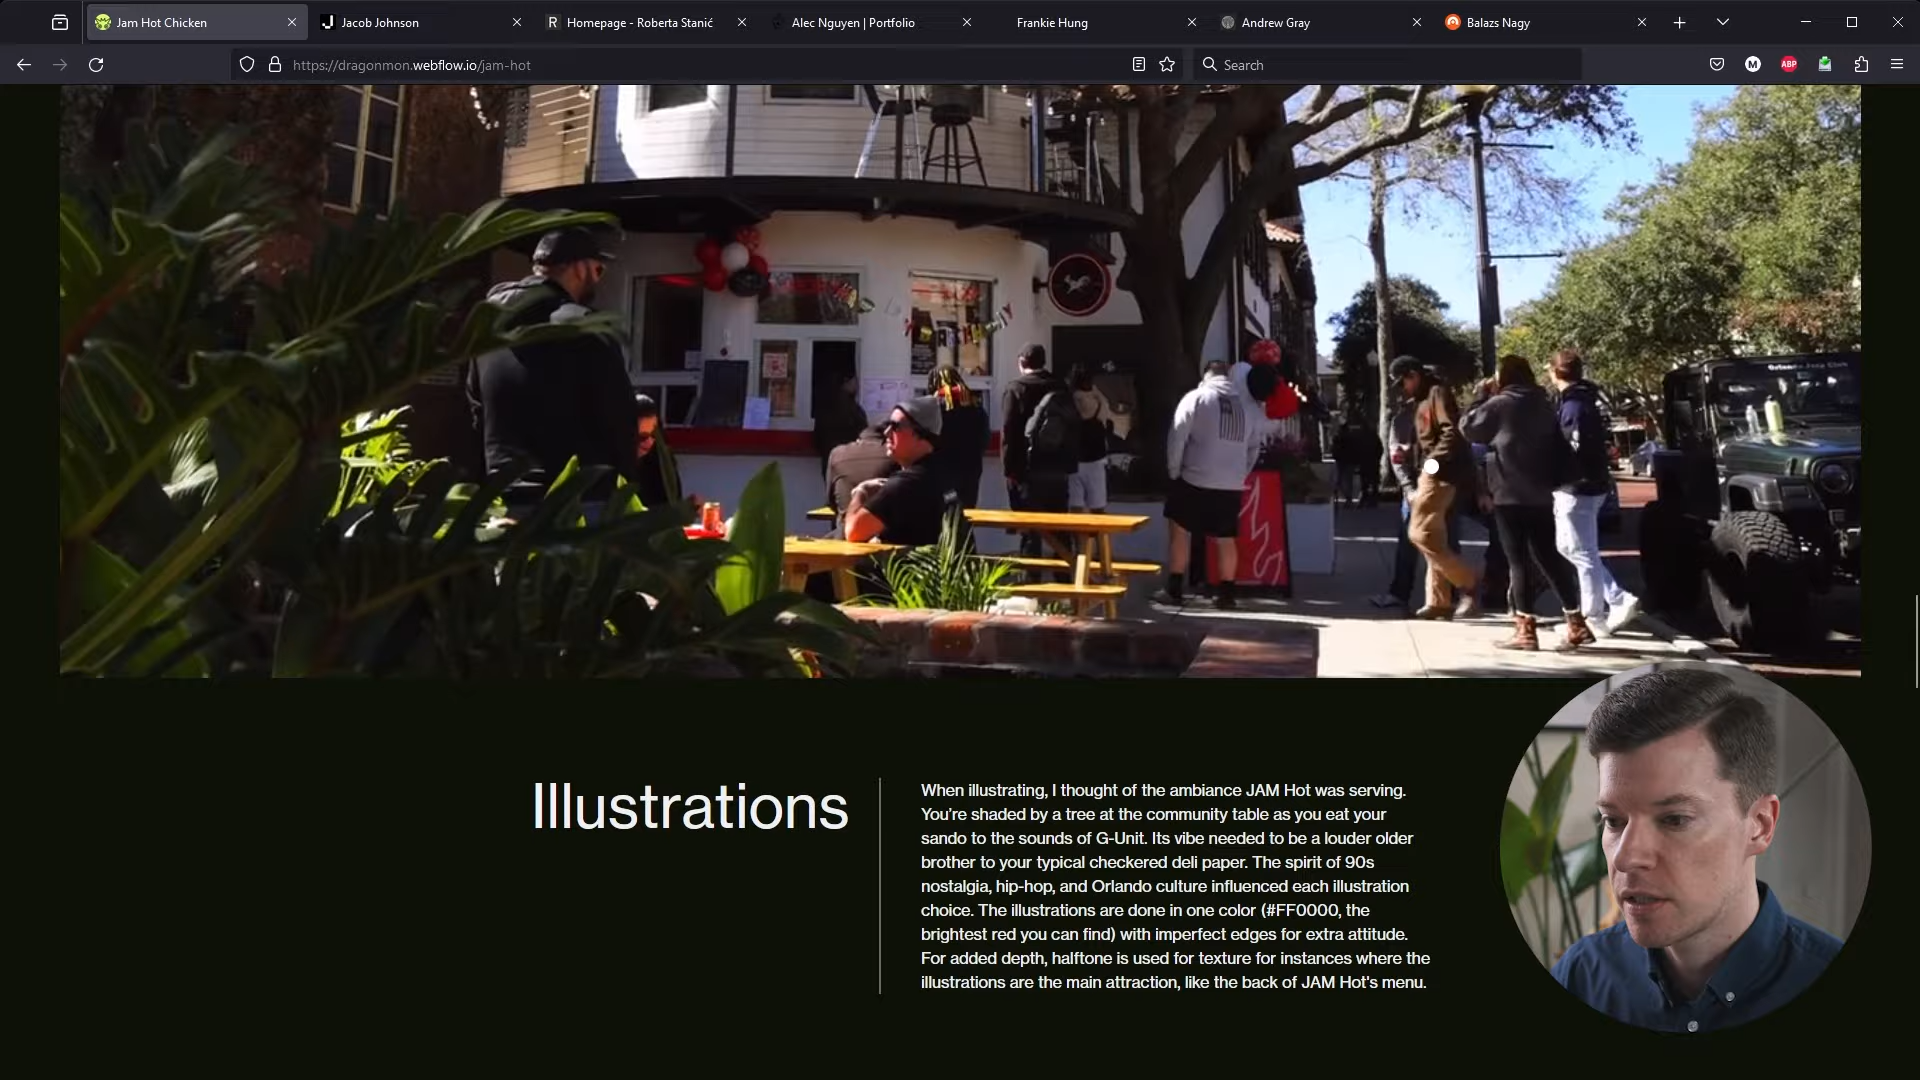 Jam Hot Chicken
Jacob Johnson
R
Homepage - Roberta Stanić
Alec Nguyen | Portfolio
Frankie Hung
Andrew Gray
Balazs Nagy
https://dragonmon.webflow.io/jam-hot
Search
M
ABP
Illustrations
When illustrating, I thought of the ambiance JAM Hot was serving.
You're shaded by a tree at the community table as you eat your
sando to the sounds of G-Unit. Its vibe needed to be a louder older
brother to your typical checkered deli paper. The spirit of 90s
nostalgia, hip-hop, and Orlando culture influenced each illustration
choice. The illustrations are done in one color (#FF0000, the
brightest red you can find) with imperfect edges for extra attitude.
For added depth, halftone is used for texture for instances where the
illustrations are the main attraction, like the back of JAM Hot's menu.